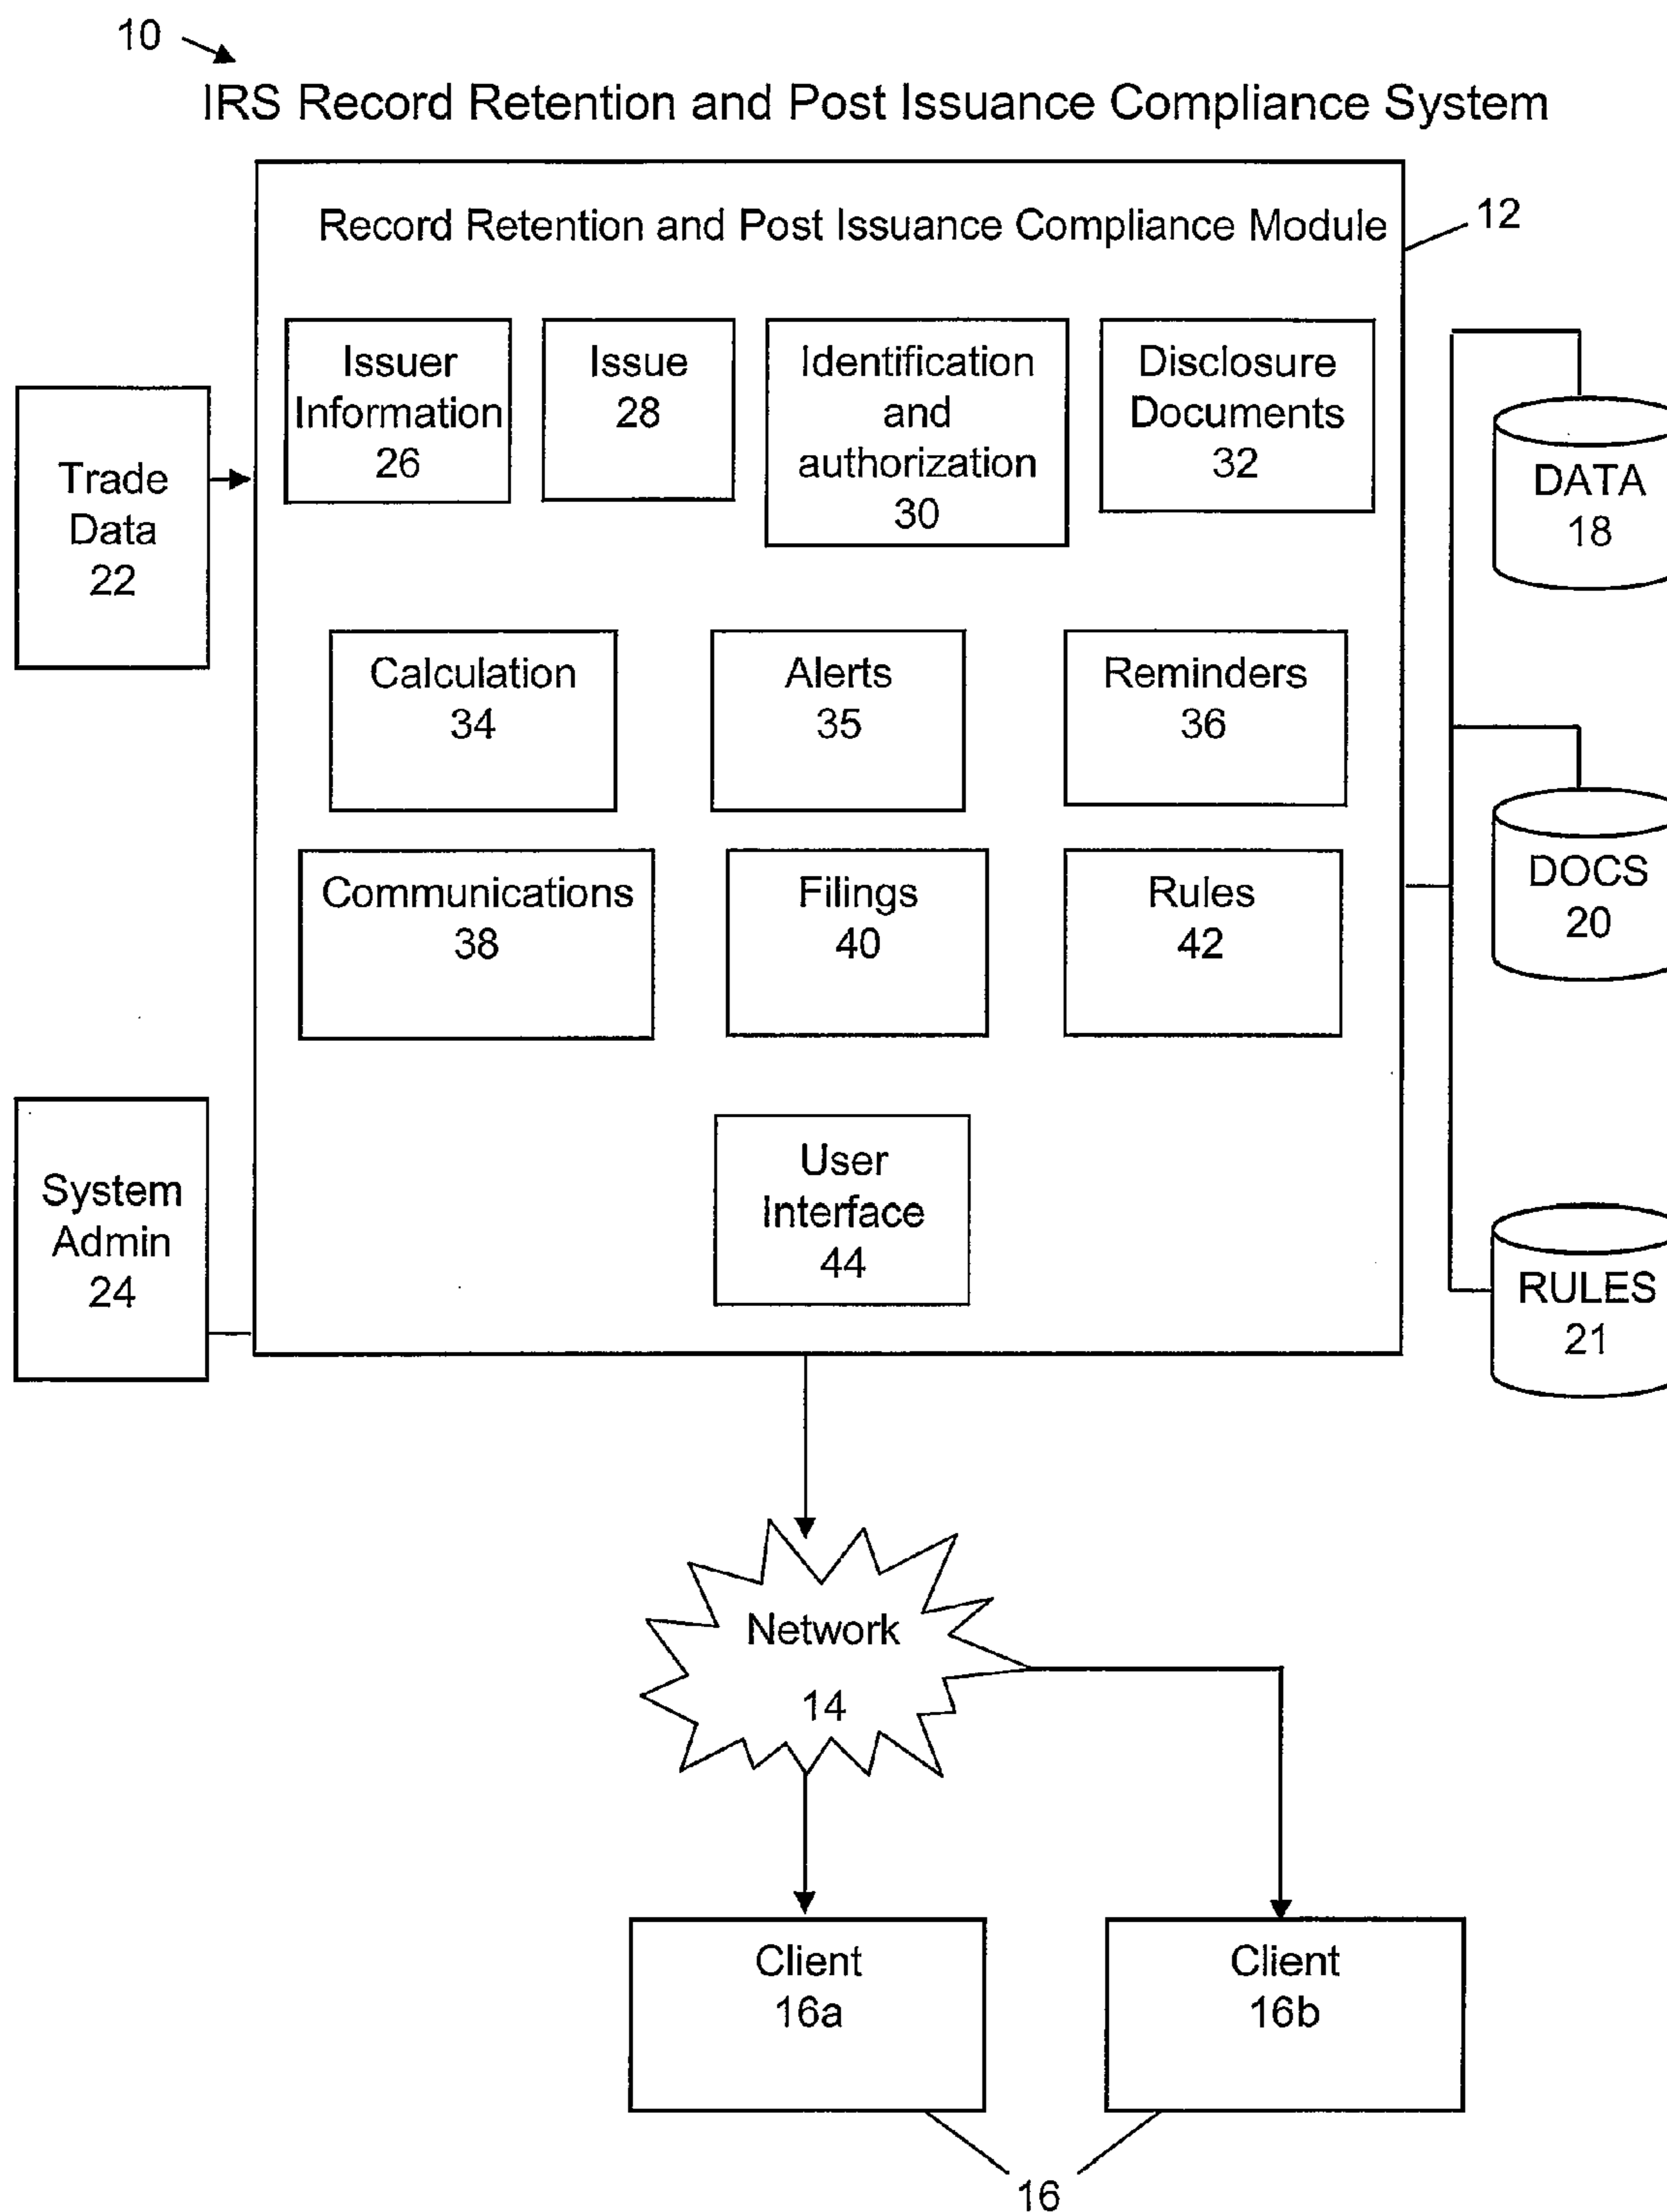 10
IRS Record Retention and Post Issuance Compliance System
Record Retention and Post Issuance Compliance Module
12
Issuer
Information
26
Issue
28
Identification
and
authorization
30
Disclosure
Documents
32
Trade
Data
22
DATA
18
Calculation
34
Alerts
35
Reminders
36
Communications
38
Filings
40
Rules
42
DOCS
20
System
Admin
24
User
Interface
44
RULES
21
Network
14
Client
16a
Client
16b
16